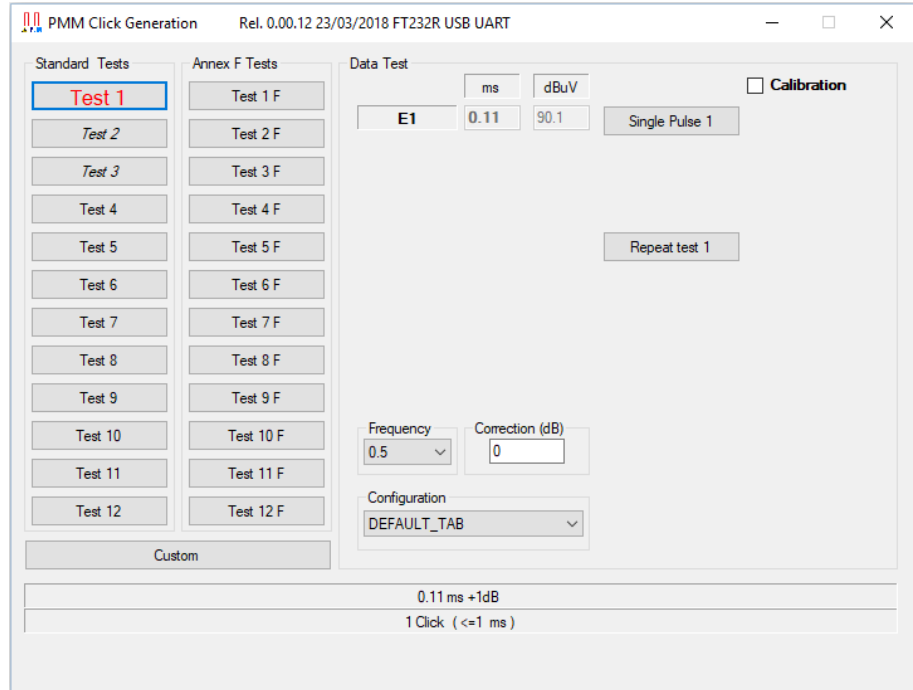 PMM Click Generation Rel. 0.00.12 23/03/2018 FT232R USB UART
Standard Tests
Test 1
Test 2
Test 3
Test 4
Test 5
Test 6
Test 7
Test 8
Test 9
Test 10
Test 11
Test 12
Annex F Tests
Test 1 F
Test 2 F
Test 3 F
Test 4 F
Test 5 F
Test 6 F
Test 7 F
Test 8 F
Test 9 F
Test 10 F
Test 11 F
Test 12 F
Custom
Data Test
ms dBuV
E1 0.11 90.1
Single Pulse 1
Calibration
Repeat test 1
Frequency
0.5
Correction (dB)
0
Configuration
DEFAULT_TAB
0.11 ms +1dB
1 Click ( <=1 ms )